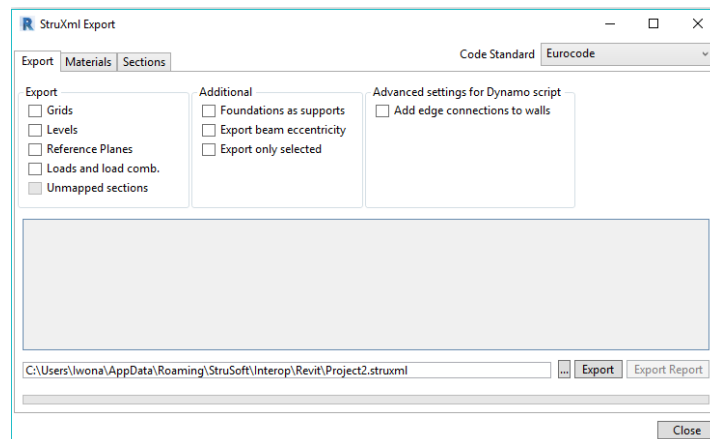 StruXml Export
Code Standard Eurocode
Export Materials Sections
Export
Grids
Levels
Reference Planes
Loads and load comb.
Unmapped sections
Additional
Foundations as supports
Export beam eccentricity
Export only selected
Advanced settings for Dynamo script
Add edge connections to walls
C:\Users\Iwona\AppData\Roaming\StruSoft\Interop\Revit\Project2.struxml ... Export Export Report
Close